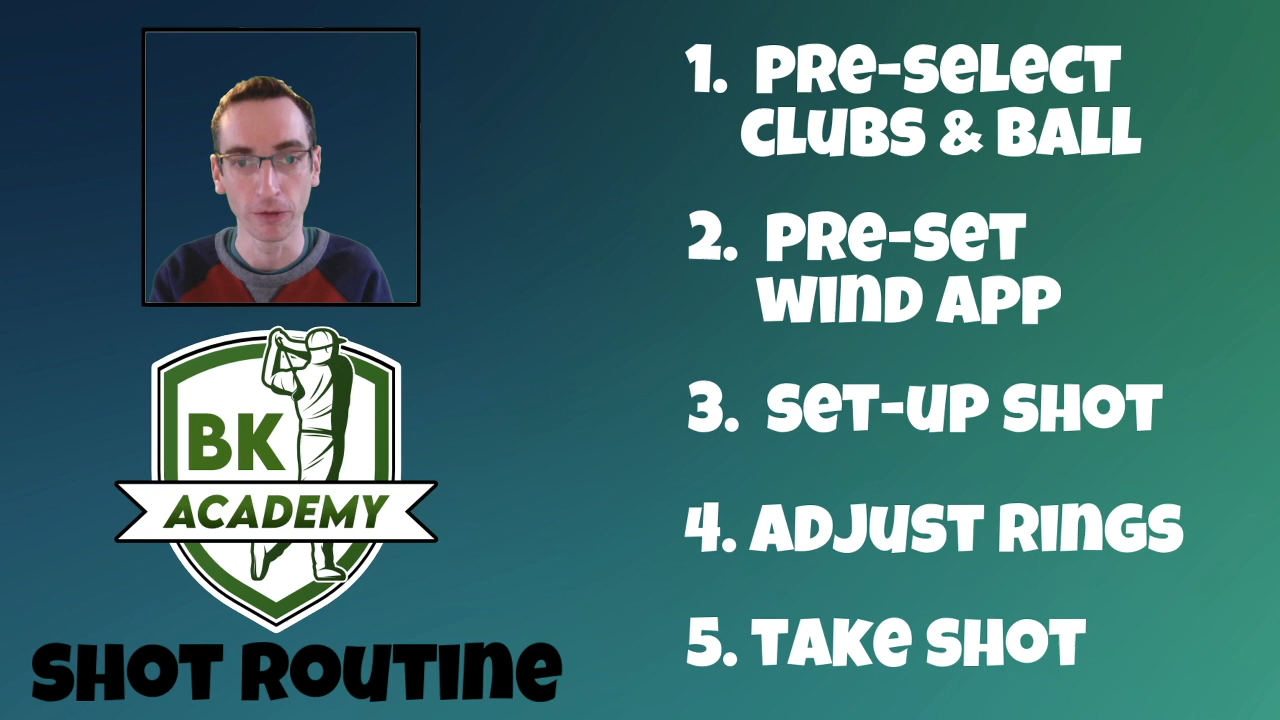 BK
ACADEMY
SHOT ROUTINE
1. PRE-SELECT
CLUBS & BALL
2. PRE-SET
WIND APP
3. SET-UP SHOT
4. ADJUST RINGS
5. TAKE SHOT